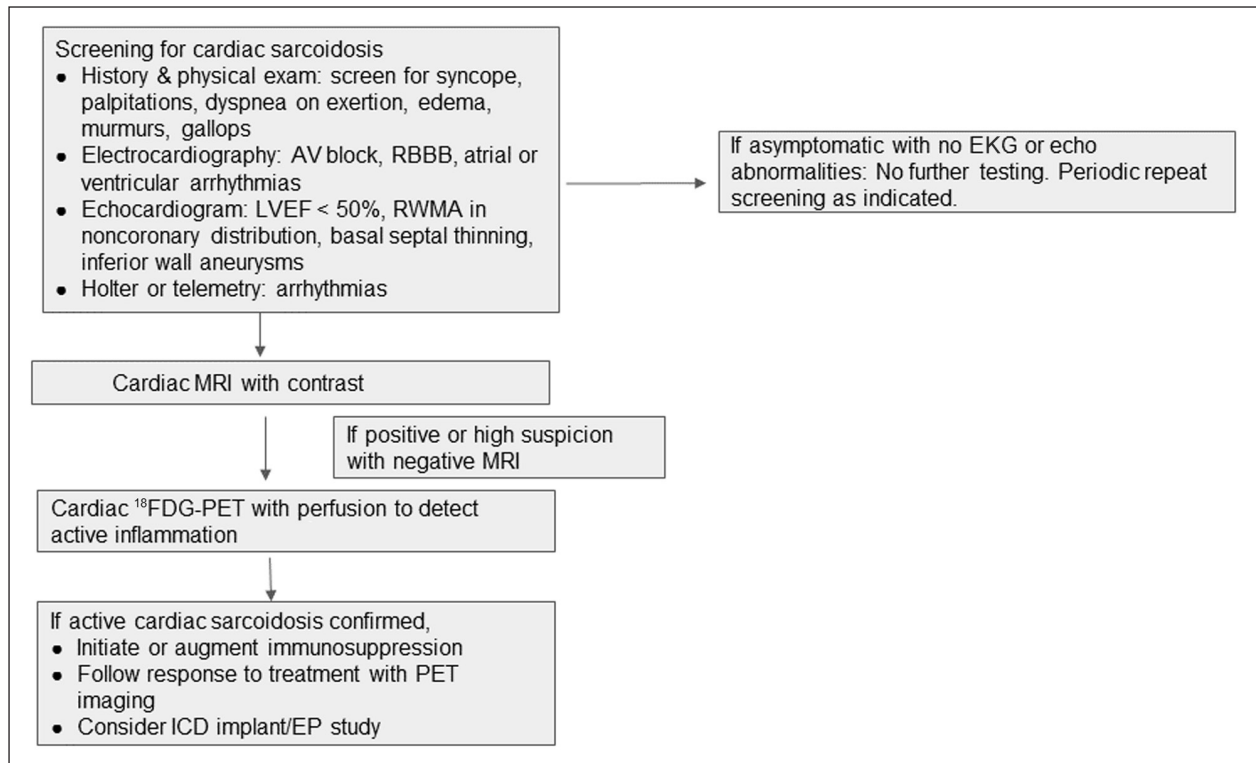 Screening for cardiac sarcoidosis
● History & physical exam: screen for syncope,
palpitations, dyspnea on exertion, edema,
murmurs, gallops
● Electrocardiography: AV block, RBBB, atrial or
ventricular arrhythmias
● Echocardiogram: LVEF < 50%, RWMA in
noncoronary distribution, basal septal thinning,
inferior wall aneurysms
● Holter or telemetry: arrhythmias
If asymptomatic with no EKG or echo
abnormalities: No further testing. Periodic repeat
screening as indicated.
Cardiac MRI with contrast
If positive or high suspicion
with negative MRI
Cardiac ¹⁸FDG-PET with perfusion to detect
active inflammation
If active cardiac sarcoidosis confirmed,
● Initiate or augment immunosuppression
● Follow response to treatment with PET
imaging
● Consider ICD implant/EP study